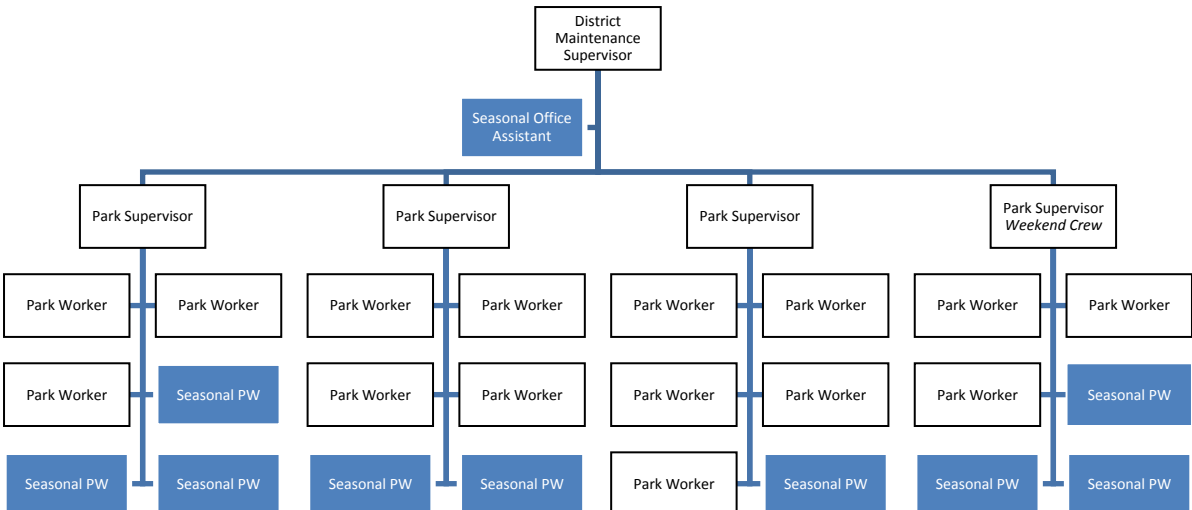 District
Maintenance
Supervisor
Seasonal Office
Assistant
Park Supervisor
Park Supervisor
Park Supervisor
Park Supervisor
Weekend Crew
Park Worker
Park Worker
Park Worker
Park Worker
Park Worker
Park Worker
Park Worker
Park Worker
Park Worker
Seasonal PW
Park Worker
Park Worker
Park Worker
Park Worker
Park Worker
Seasonal PW
Seasonal PW
Seasonal PW
Seasonal PW
Seasonal PW
Park Worker
Seasonal PW
Seasonal PW
Seasonal PW